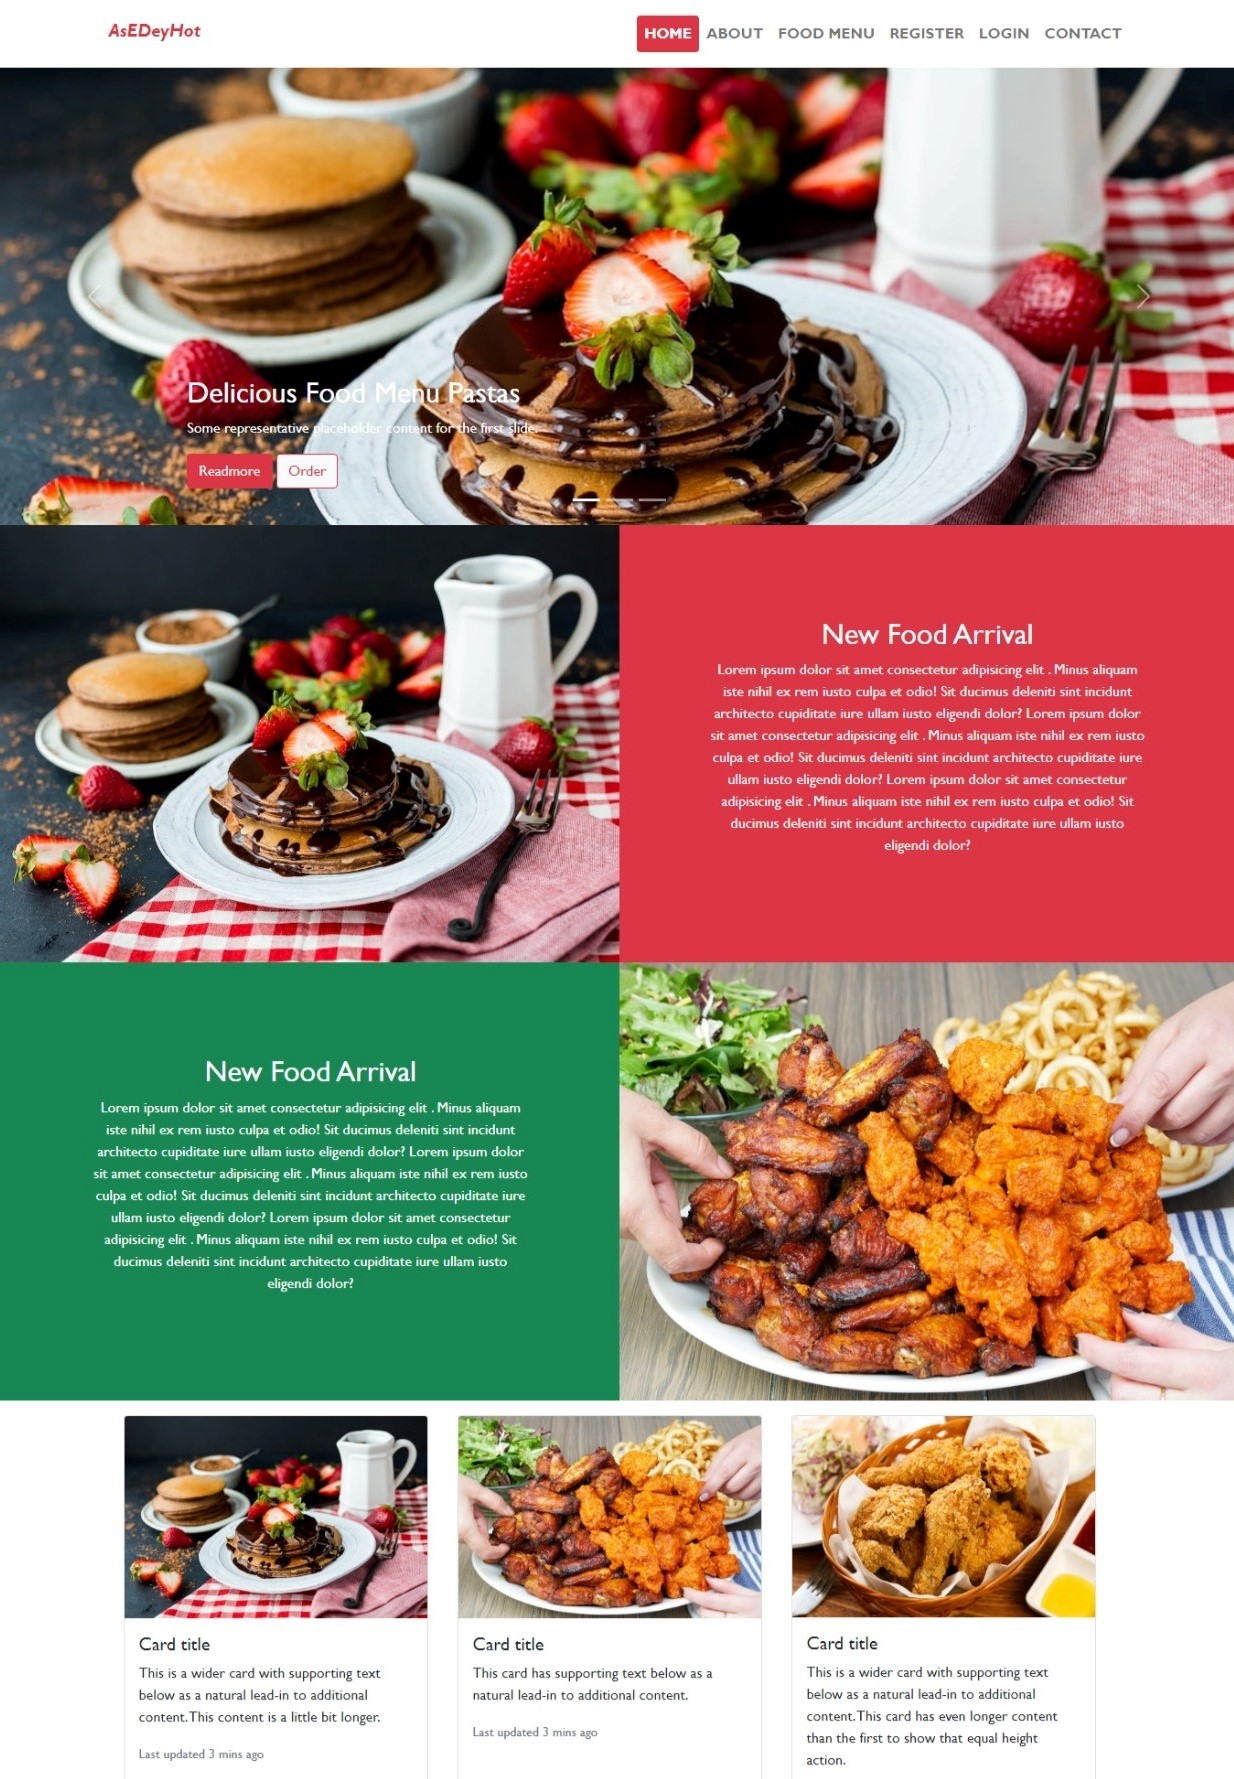 AsEDeyHot
HOME ABOUT FOOD MENU REGISTER LOGIN CONTACT
Delicious Food Menu Pastas
Some representative placeholder content for the first slide.
Readmore Order
New Food Arrival
Lorem ipsum dolor sit amet consectetur adipisicing elit . Minus aliquam
iste nihil ex rem iusto culpa et odio! Sit ducimus deleniti sint incidunt
architecto cupiditate iure ullam iusto eligendi dolor? Lorem ipsum dolor
sit amet consectetur adipisicing elit . Minus aliquam iste nihil ex rem iusto
culpa et odio! Sit ducimus deleniti sint incidunt architecto cupiditate iure
ullam iusto eligendi dolor? Lorem ipsum dolor sit amet consectetur
adipisicing elit . Minus aliquam iste nihil ex rem iusto culpa et odio! Sit
ducimus deleniti sint incidunt architecto cupiditate iure ullam iusto
eligendi dolor?
New Food Arrival
Lorem ipsum dolor sit amet consectetur adipisicing elit . Minus aliquam
iste nihil ex rem iusto culpa et odio! Sit ducimus deleniti sint incidunt
architecto cupiditate iure ullam iusto eligendi dolor? Lorem ipsum dolor
sit amet consectetur adipisicing elit . Minus aliquam iste nihil ex rem iusto
culpa et odio! Sit ducimus deleniti sint incidunt architecto cupiditate iure
ullam iusto eligendi dolor? Lorem ipsum dolor sit amet consectetur
adipisicing elit . Minus aliquam iste nihil ex rem iusto culpa et odio! Sit
ducimus deleniti sint incidunt architecto cupiditate iure ullam iusto
eligendi dolor?
Card title
This is a wider card with supporting text
below as a natural lead-in to additional
content. This content is a little bit longer.
Last updated 3 mins ago
Card title
This card has supporting text below as a
natural lead-in to additional content.
Last updated 3 mins ago
Card title
This is a wider card with supporting text
below as a natural lead-in to additional
content. This card has even longer content
than the first to show that equal height
action.